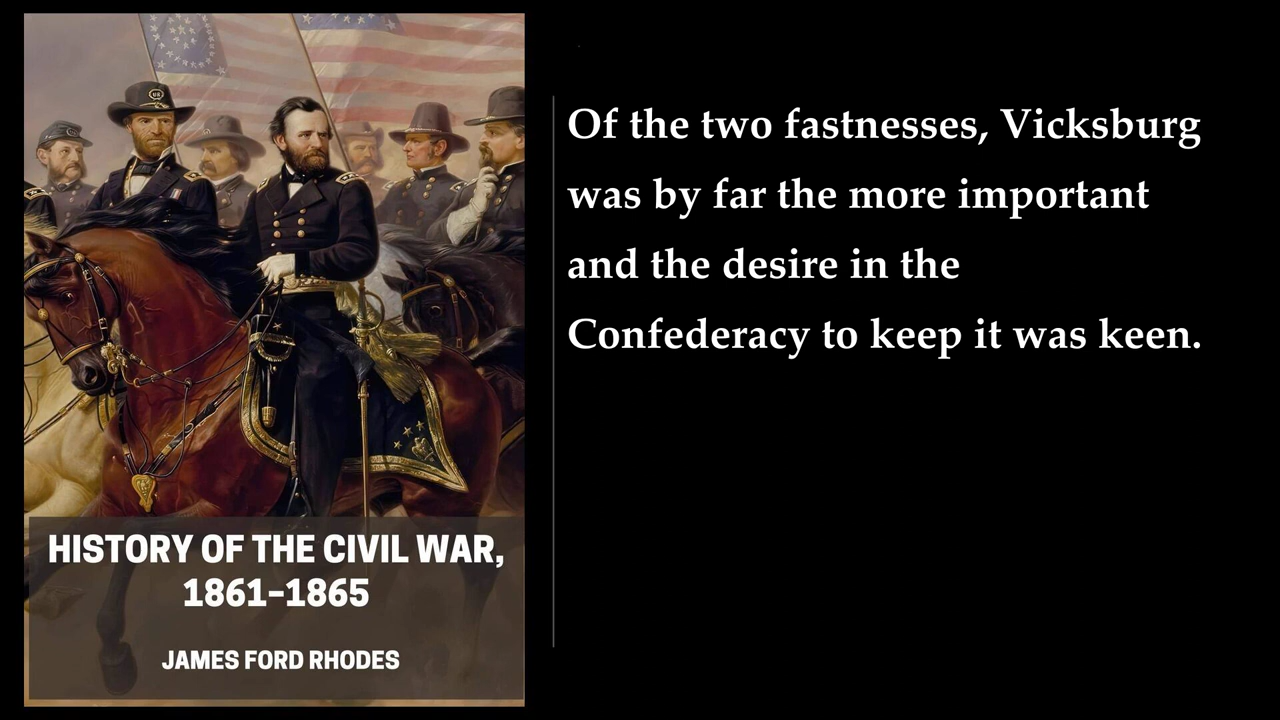 HISTORY OF THE CIVIL WAR,
1861–1865
JAMES FORD RHODES
Of the two fastnesses, Vicksburg
was by far the more important
and the desire in the
Confederacy to keep it was keen.